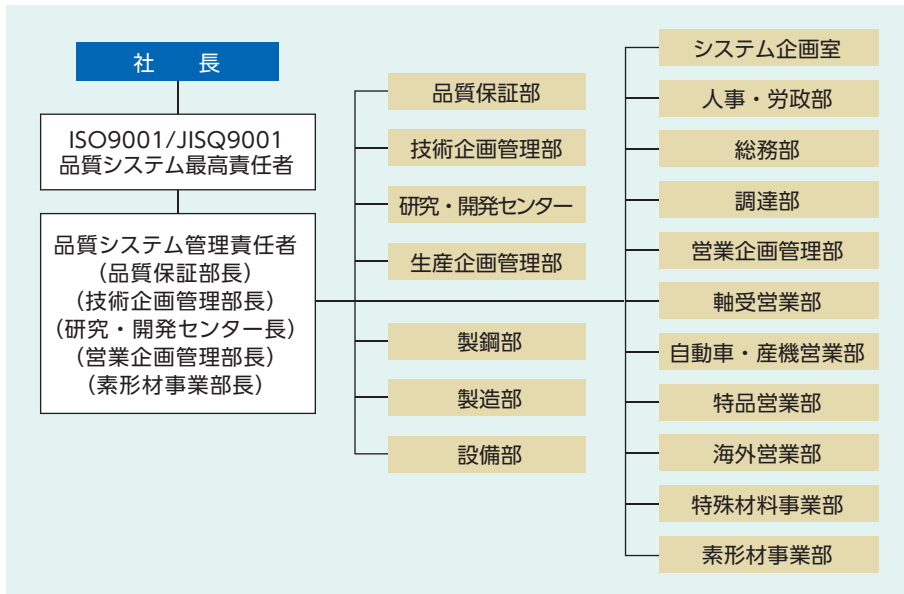 社　長
ISO9001/JISQ9001
品質システム最高責任者
品質システム管理責任者
（品質保証部長）
（技術企画管理部長）
（研究・開発センター長）
（営業企画管理部長）
（素形材事業部長）
品質保証部
技術企画管理部
研究・開発センター
生産企画管理部
製鋼部
製造部
設備部
システム企画室
人事・労政部
総務部
調達部
営業企画管理部
軸受営業部
自動車・産機営業部
特品営業部
海外営業部
特殊材料事業部
素形材事業部